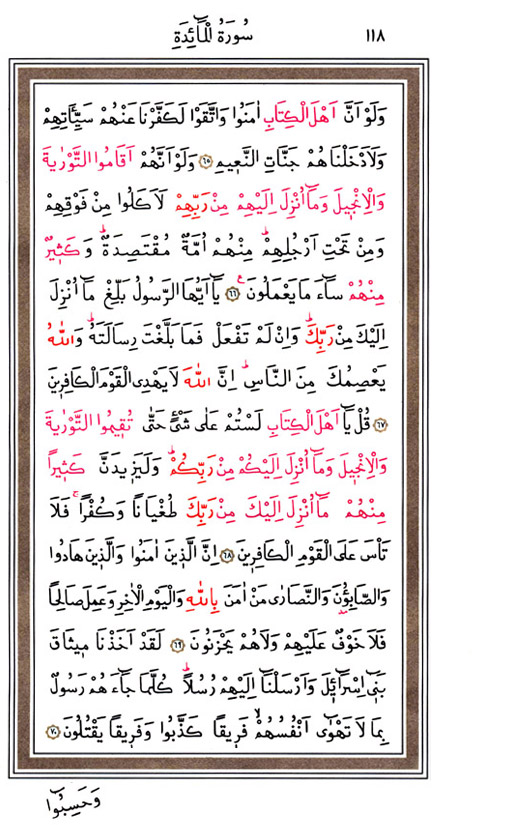 سُورَةُ الْمَٓائِدَةِ ١١٨
وَلَوْ اَنَّ اَهْلَ الْكِتَابِ اٰمَنُوا وَاتَّقَوْا لَكَفَّرْنَا عَنْهُمْ سَيِّـَٔاتِهِمْ
وَلَاَدْخَلْنَاهُمْ جَنَّاتِ النَّعٖيمِ ﴿٦٥﴾ وَلَوْ اَنَّهُمْ اَقَامُوا التَّوْرٰيةَ
وَالْاِنْجٖيلَ وَمَٓا اُنْزِلَ اِلَيْهِمْ مِنْ رَبِّهِمْ لَاَكَلُوا مِنْ فَوْقِهِمْ
وَمِنْ تَحْتِ اَرْجُلِهِمْۜ مِنْهُمْ اُمَّةٌ مُقْتَصِدَةٌۜ وَكَثٖيرٌ
مِنْهُمْ سَٓاءَ مَا يَعْمَلُونَ۟ ﴿٦٦﴾ يَٓا اَيُّهَا الرَّسُولُ بَلِّغْ مَٓا اُنْزِلَ
اِلَيْكَ مِنْ رَبِّكَۜ وَاِنْ لَمْ تَفْعَلْ فَمَا بَلَّغْتَ رِسَالَتَهُۜ وَاللّٰهُ
يَعْصِمُكَ مِنَ النَّاسِۜ اِنَّ اللّٰهَ لَا يَهْدِي الْقَوْمَ الْكَافِرٖينَ
﴿٦٧﴾ قُلْ يَٓا اَهْلَ الْكِتَابِ لَسْتُمْ عَلٰى شَيْءٍ حَتّٰى تُقٖيمُوا التَّوْرٰيةَ
وَالْاِنْجٖيلَ وَمَٓا اُنْزِلَ اِلَيْكُمْ مِنْ رَبِّكُمْۜ وَلَيَزٖيدَنَّ كَثٖيرًا
مِنْهُمْ مَٓا اُنْزِلَ اِلَيْكَ مِنْ رَبِّكَ طُغْيَانًا وَكُفْرًاۚ فَلَا
تَأْسَ عَلَى الْقَوْمِ الْكَافِرٖينَ ﴿٦٨﴾ اِنَّ الَّذٖينَ اٰمَنُوا وَالَّذٖينَ هَادُوا
وَالصَّابِؤُ۫نَ وَالنَّصَارٰى مَنْ اٰمَنَ بِاللّٰهِ وَالْيَوْمِ الْاٰخِرِ وَعَمِلَ صَالِحًا
فَلَا خَوْفٌ عَلَيْهِمْ وَلَا هُمْ يَحْزَنُونَ ﴿٦٩﴾ لَقَدْ اَخَذْنَا مٖيثَاقَ
بَنٖٓي اِسْرَٓائٖلَ وَاَرْسَلْنَٓا اِلَيْهِمْ رُسُلًاۜ كُلَّمَا جَٓاءَهُمْ رَسُولٌ
بِمَا لَا تَهْوٰٓى اَنْفُسُهُمْۙ فَرٖيقًا كَذَّبُوا وَفَرٖيقًا يَقْتُلُونَ ﴿٧٠﴾
وَحَسِبُٓوا